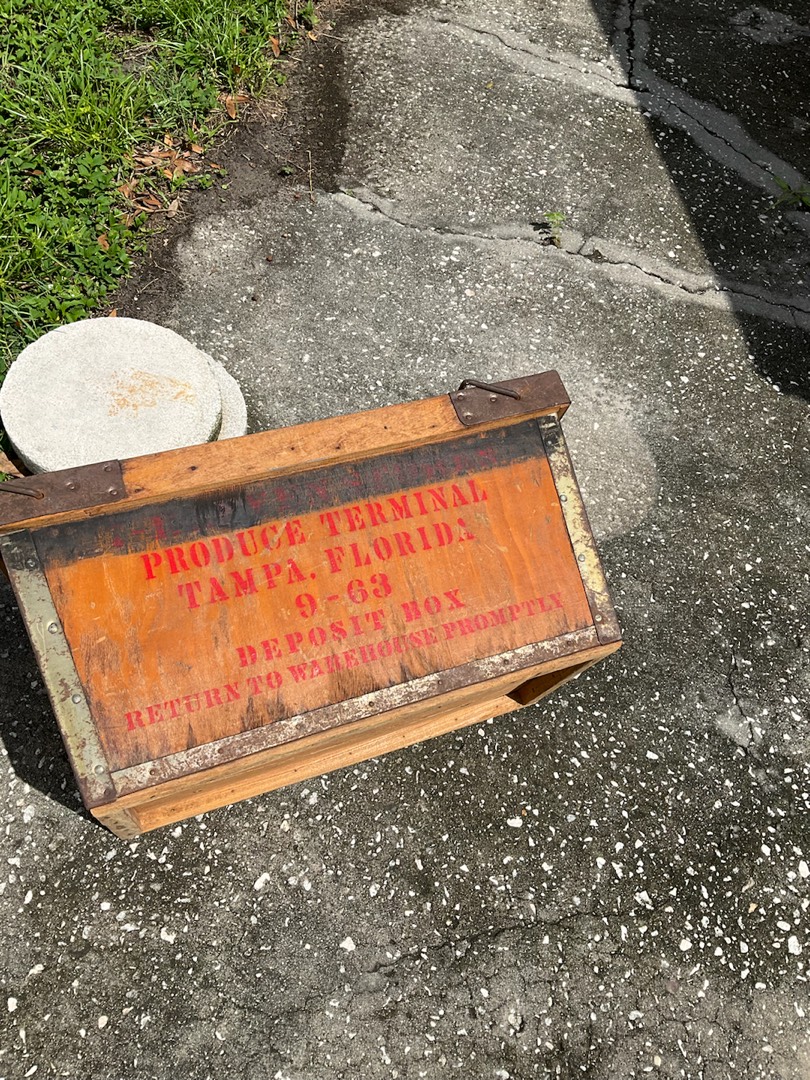 PRODUCE TERMINAL
TAMPA, FLORIDA
9-63
DEPOSIT BOX
RETURN TO WAREHOUSE PROMPTLY